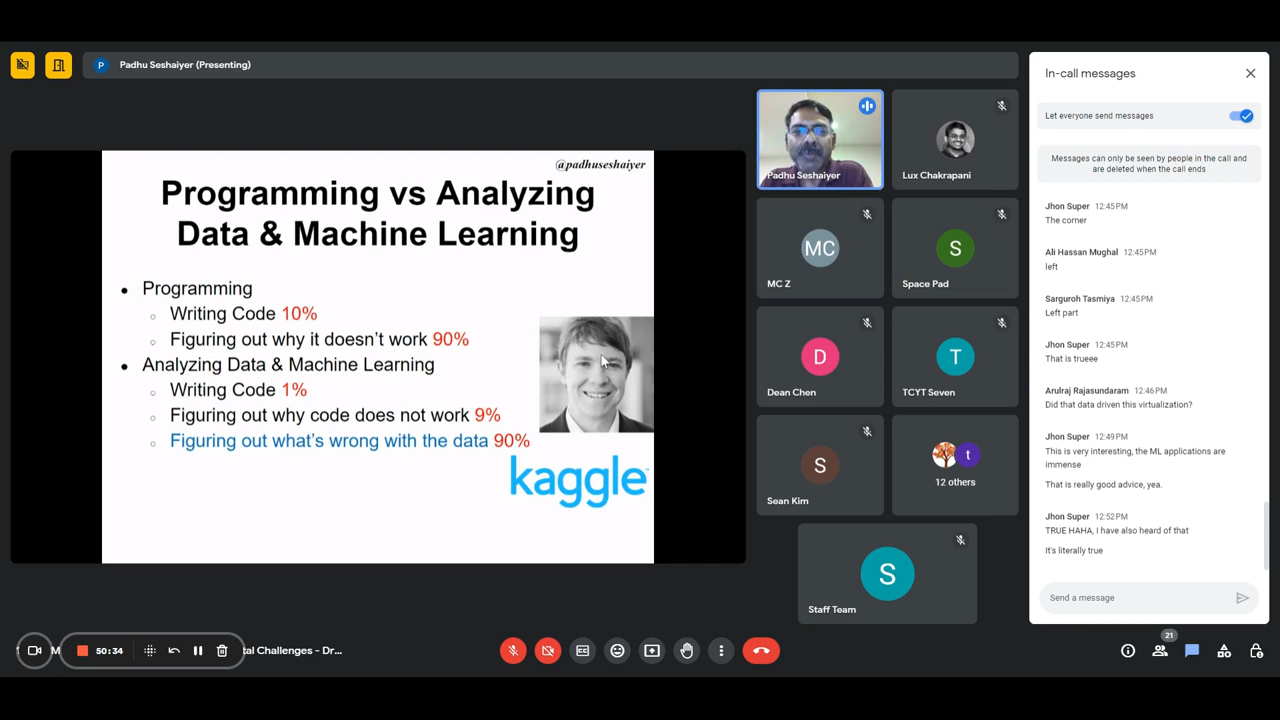 Padhu Seshaiyer (Presenting)
@padhuseshaiyer
Programming vs Analyzing
Data & Machine Learning
Programming
Writing Code 10%
Figuring out why it doesn't work 90%
Analyzing Data & Machine Learning
Writing Code 1%
Figuring out why code does not work 9%
Figuring out what's wrong with the data 90%
kaggle
Padhu Seshaiyer
Lux Chakrapani
MC
MC Z
S
Space Pad
D
Dean Chen
T
TCYT Seven
S
Sean Kim
t
12 others
S
Staff Team
In-call messages
Let everyone send messages
Messages can only be seen by people in the call and
are deleted when the call ends
Jhon Super 12:45PM
The corner
Ali Hassan Mughal 12:45PM
left
Sarguroh Tasmiya 12:45PM
Left part
Jhon Super 12:45PM
That is trueee
Arulraj Rajasundaram 12:46PM
Did that data driven this virtualization?
Jhon Super 12:49PM
This is very interesting, the ML applications are
immense
That is really good advice, yea.
Jhon Super 12:52PM
TRUE HAHA, I have also heard of that
It's literally true
Send a message
50:34
tal Challenges - Dr...
21